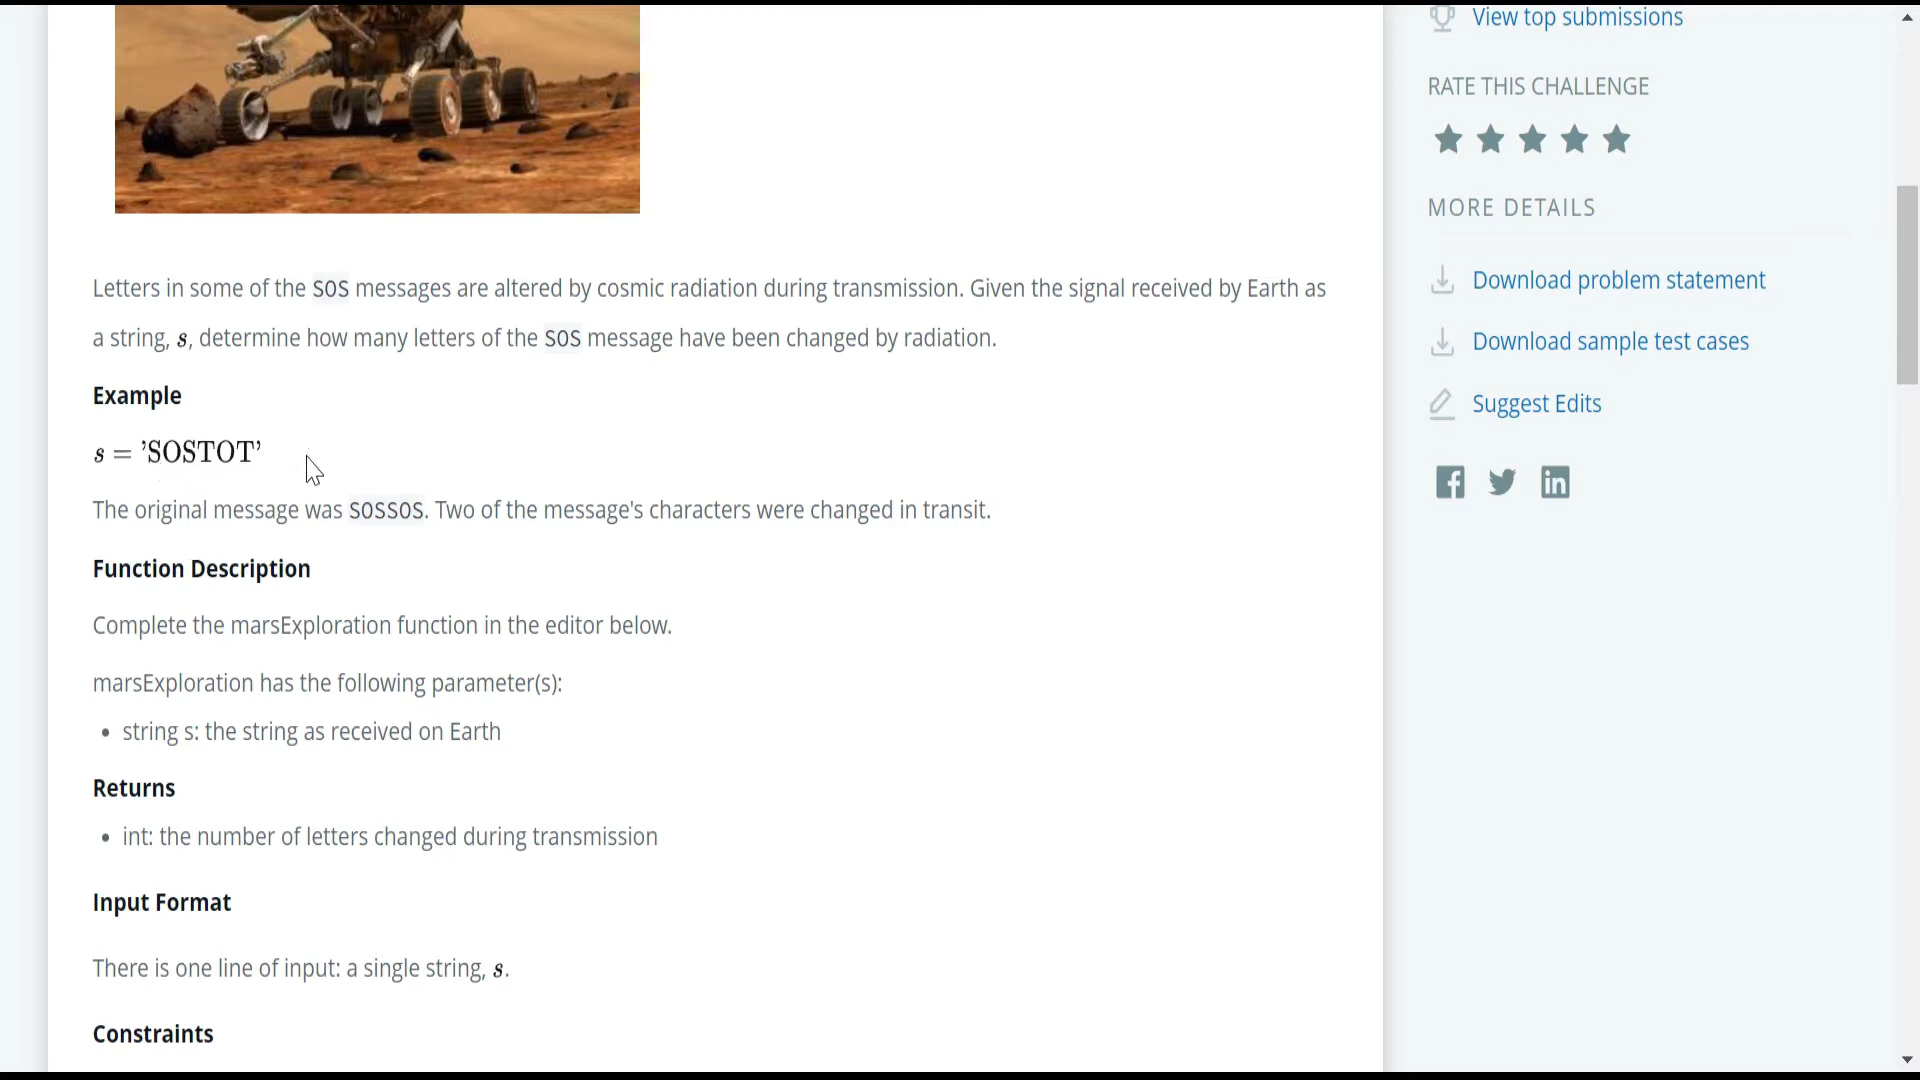 Letters in some of the SOS messages are altered by cosmic radiation during transmission. Given the signal received by Earth as
a string, s, determine how many letters of the SOS message have been changed by radiation.
Example
s = 'SOSTOT'
The original message was SOSSOS. Two of the message's characters were changed in transit.
Function Description
Complete the marsExploration function in the editor below.
marsExploration has the following parameter(s):
• string s: the string as received on Earth
Returns
• int: the number of letters changed during transmission
Input Format
There is one line of input: a single string, s.
Constraints
View top submissions
RATE THIS CHALLENGE
MORE DETAILS
Download problem statement
Download sample test cases
Suggest Edits